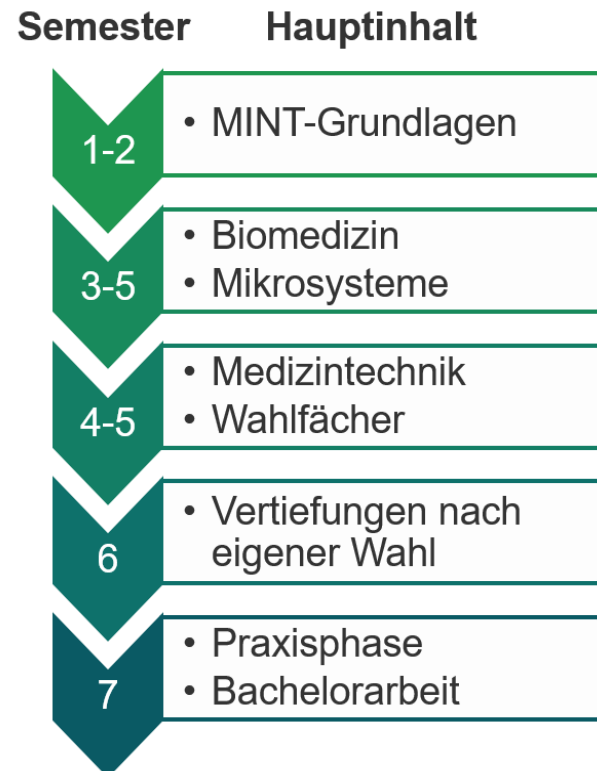 Semester Hauptinhalt
1-2
• MINT-Grundlagen
3-5
• Biomedizin
• Mikrosysteme
4-5
• Medizintechnik
• Wahlfächer
6
• Vertiefungen nach
eigener Wahl
7
• Praxisphase
• Bachelorarbeit